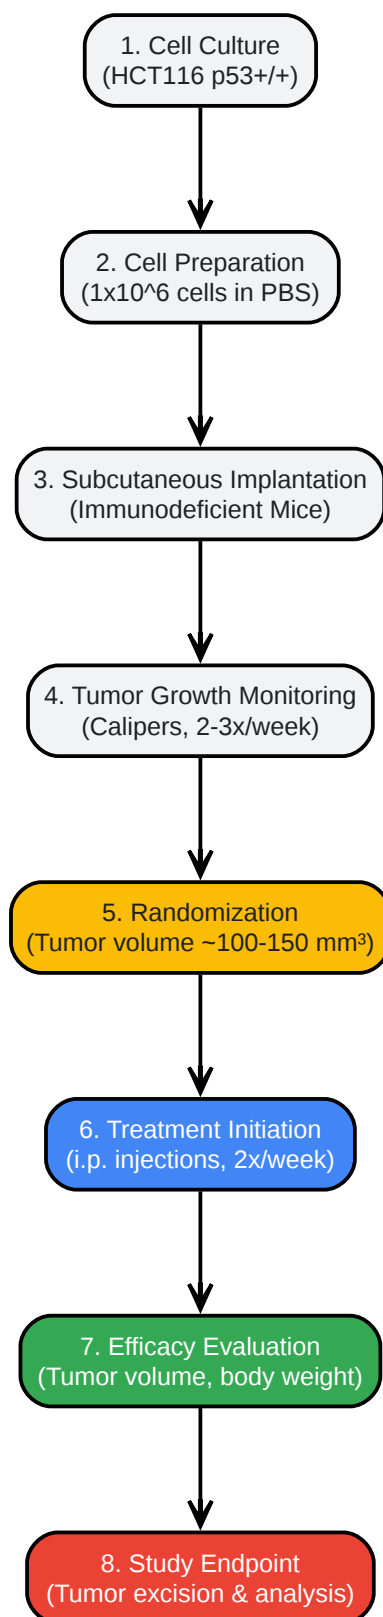 1. Cell Culture
(HCT116 p53+/+)
2. Cell Preparation
(1x10^6 cells in PBS)
3. Subcutaneous Implantation
(Immunodeficient Mice)
4. Tumor Growth Monitoring
(Calipers, 2-3x/week)
5. Randomization
(Tumor volume ~100-150 mm³)
6. Treatment Initiation
(i.p. injections, 2x/week)
7. Efficacy Evaluation
(Tumor volume, body weight)
8. Study Endpoint
(Tumor excision & analysis)